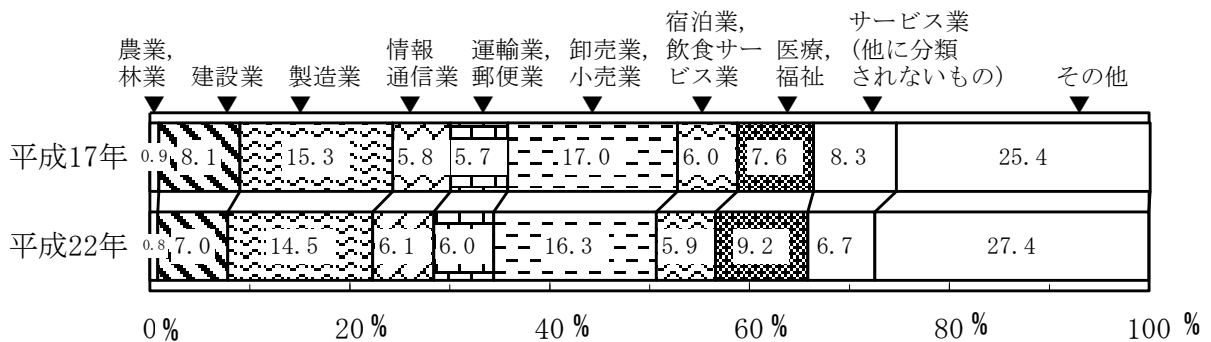 農業,
林業
建設業
製造業
情報
通信業
運輸業,
郵便業
卸売業,
小売業
宿泊業,
飲食サー
ビス業
医療,
福祉
サービス業
(他に分類
されないもの)
その他
平成17年 0.9 8.1 15.3 5.8 5.7 17.0 6.0 7.6 8.3 25.4
平成22年 0.8 7.0 14.5 6.1 6.0 16.3 5.9 9.2 6.7 27.4
0% 20% 40% 60% 80% 100%